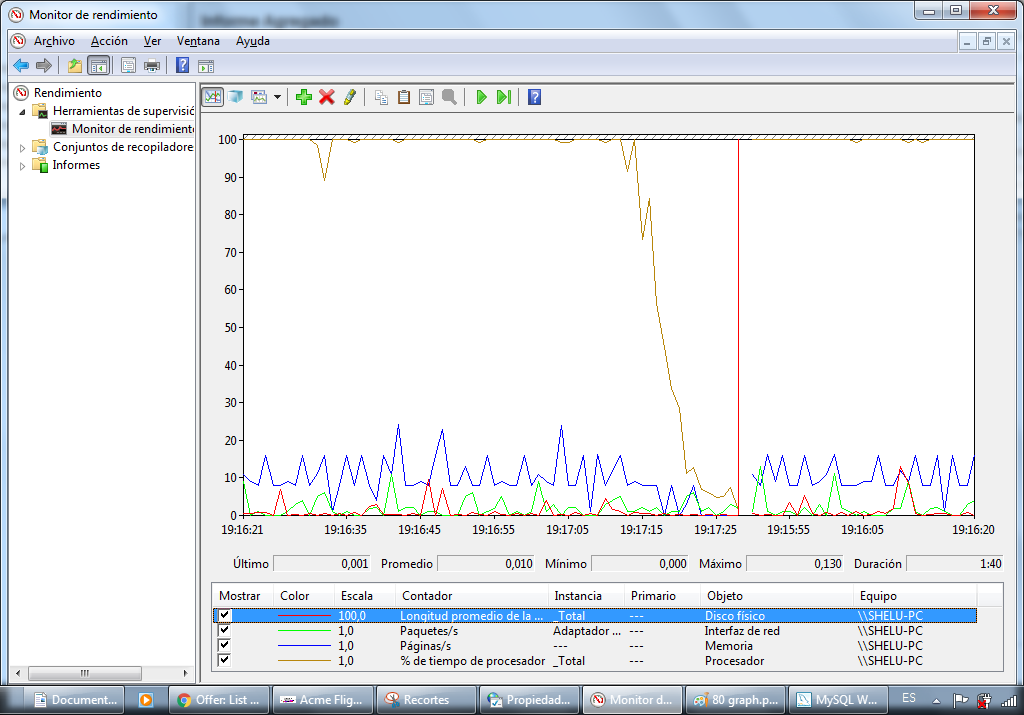 Informe Agregado
Monitor de rendimiento
Archivo Acción Ver Ventana Ayuda
Rendimiento
Herramientas de supervisió
Monitor de rendimiento
Conjuntos de recopiladore
Informes
100
90
80
70
60
50
40
30
20
10
0
19:16:21 19:16:35 19:16:45 19:16:55 19:17:05 19:17:15 19:17:25 19:15:55 19:16:05 19:16:20
Último 0,001 Promedio 0,010 Mínimo 0,000 Máximo 0,130 Duración 1:40
Mostrar Color Escala Contador Instancia Primario Objeto Equipo
100,0 Longitud promedio de la ... _Total --- Disco físico \\SHELU-PC
1,0 Paquetes/s Adaptador ... --- Interfaz de red \\SHELU-PC
1,0 Páginas/s --- --- Memoria \\SHELU-PC
1,0 % de tiempo de procesador _Total --- Procesador \\SHELU-PC
Document... Offer: List ... Acme Flig... Recortes Propiedad... Monitor d... 80 graph.p... MySQL W... ES